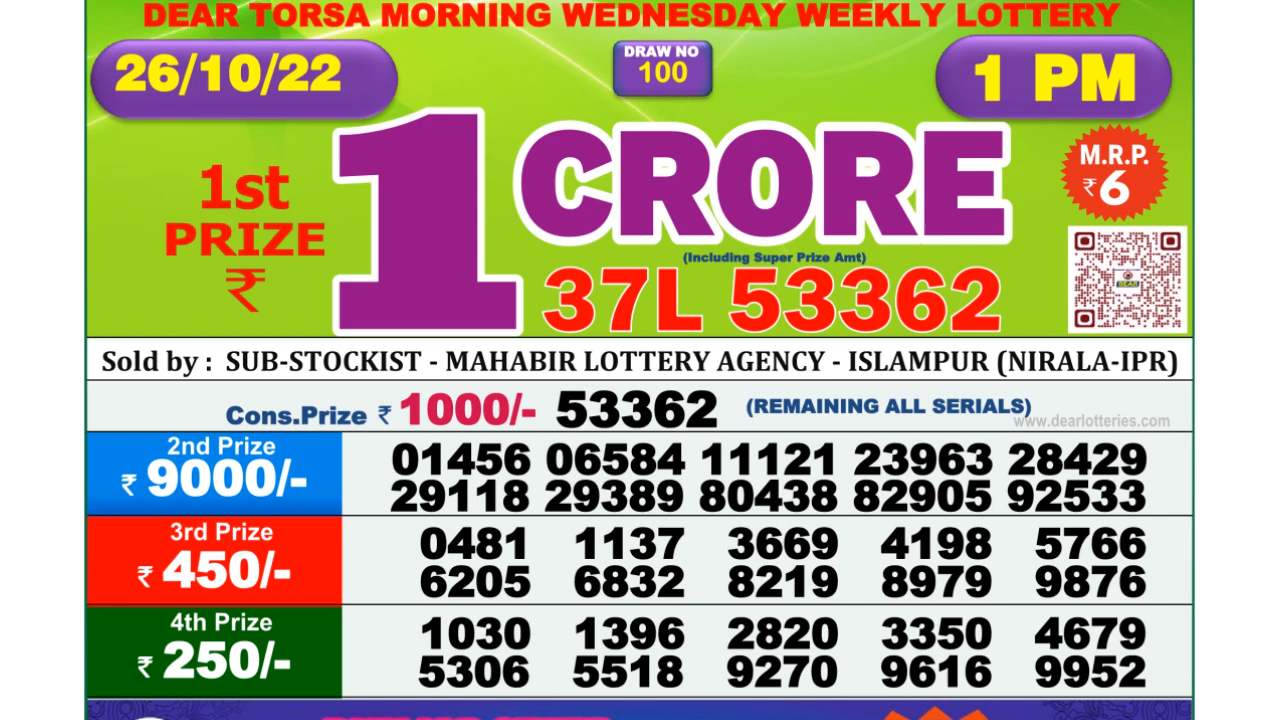 DEAR TORSA MORNING WEDNESDAY WEEKLY LOTTERY
26/10/22
DRAW NO
100
1 PM
1st
PRIZE
₹
1 CRORE
(Including Super Prize Amt)
37L 53362
M.R.P.
₹6
DEAR
Sold by : SUB-STOCKIST - MAHABIR LOTTERY AGENCY - ISLAMPUR (NIRALA-IPR)
Cons.Prize ₹ 1000/- 53362 (REMAINING ALL SERIALS)
www.dearlotteries.com
2nd Prize
₹ 9000/-
01456 06584 11121 23963 28429
29118 29389 80438 82905 92533
3rd Prize
₹ 450/-
0481 1137 3669 4198 5766
6205 6832 8219 8979 9876
4th Prize
₹ 250/-
1030 1396 2820 3350 4679
5306 5518 9270 9616 9952